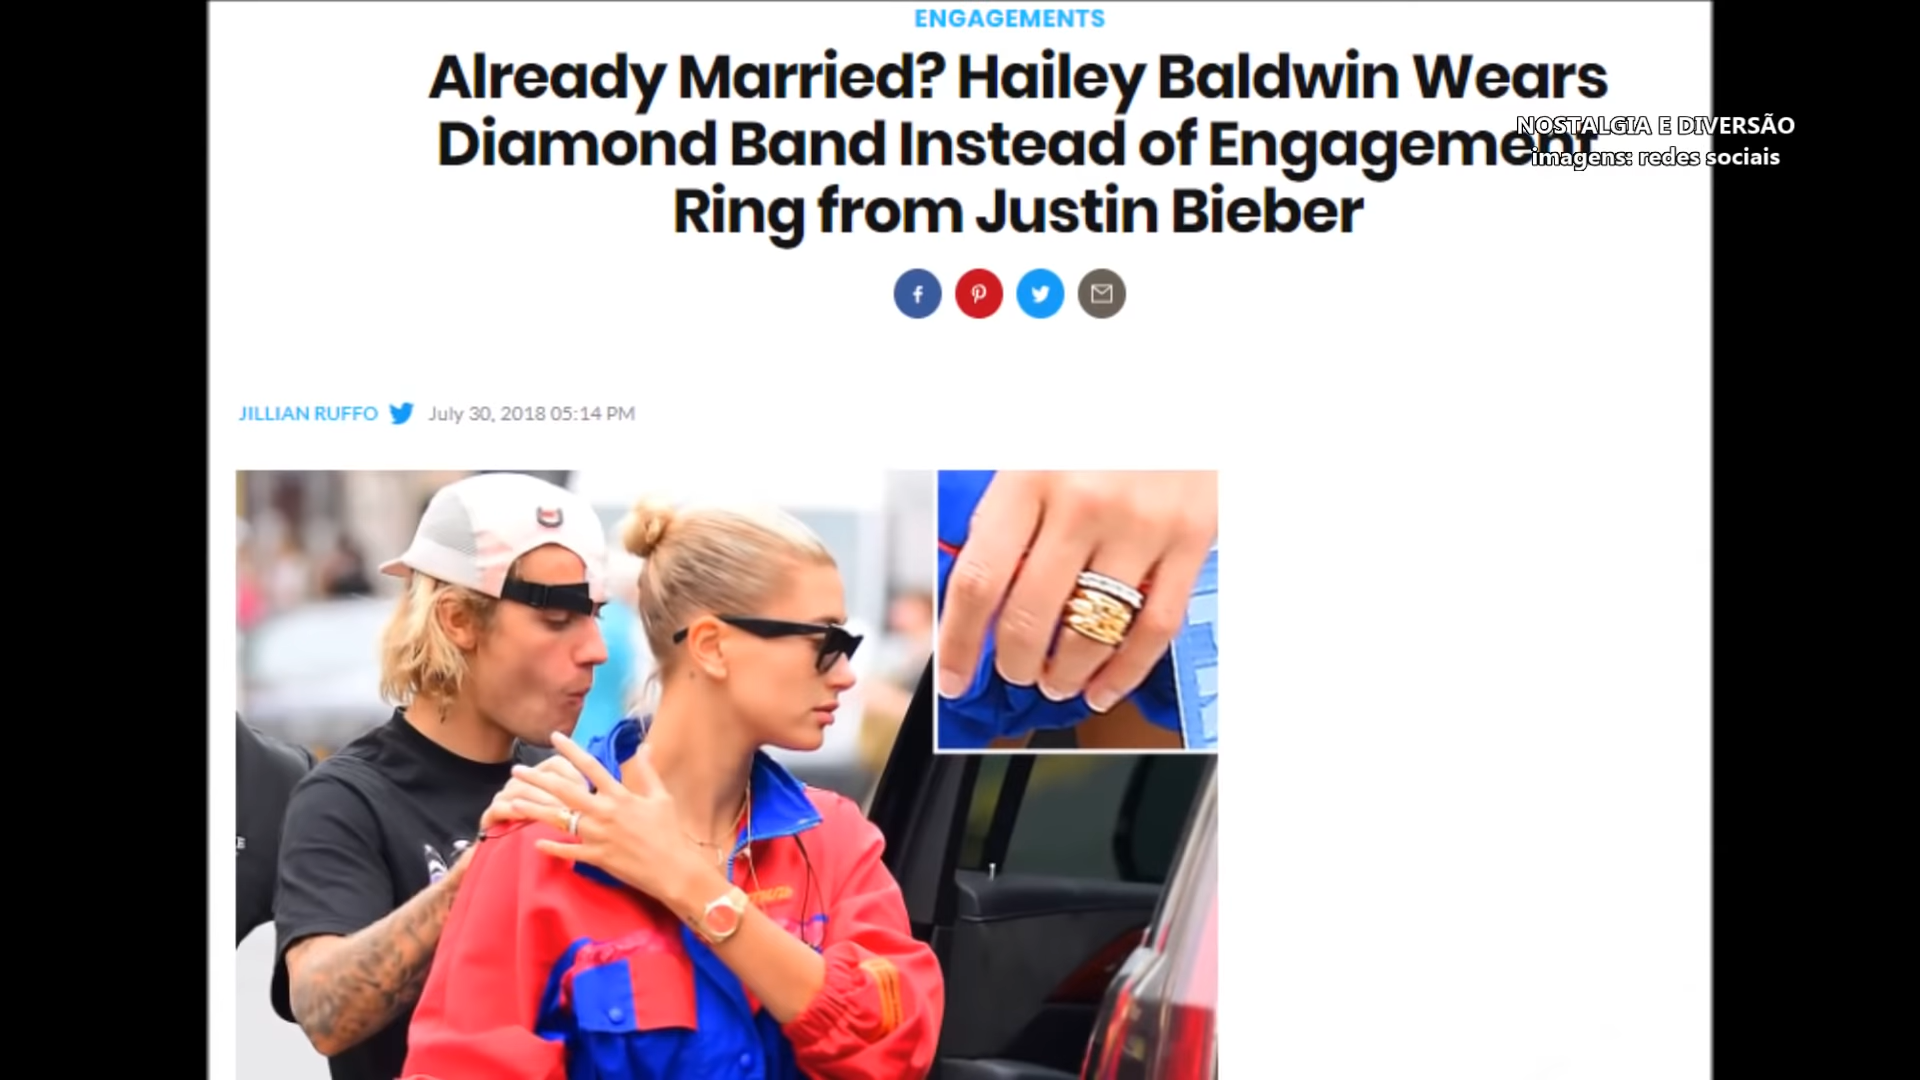 ENGAGEMENTS
Already Married? Hailey Baldwin Wears
Diamond Band Instead of Engagement
Ring from Justin Bieber
NOSTALGIA E DIVERSÃO
imagens: redes sociais
JILLIAN RUFFO July 30, 2018 05:14 PM